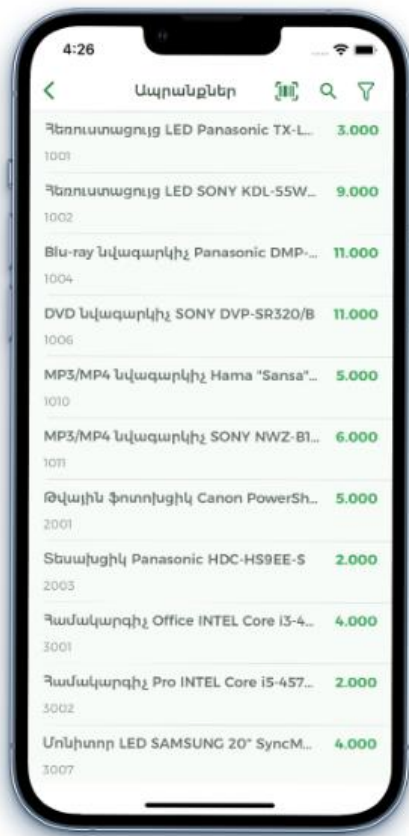 4:26
Ապրանքներ
Հեռուստացույց LED Panasonic TX-L... 3.000
1001
Հեռուստացույց LED SONY KDL-55W... 9.000
1002
Blu-ray նվագարկիչ Panasonic DMP-... 11.000
1004
DVD նվագարկիչ SONY DVP-SR320/B 11.000
1006
MP3/MP4 նվագարկիչ Hama "Sansa"... 5.000
1010
MP3/MP4 նվագարկիչ SONY NWZ-B1... 6.000
1011
Թվային ֆոտոխցիկ Canon PowerSh... 5.000
2001
Տեսախցիկ Panasonic HDC-HS9EE-S 2.000
2003
Համակարգիչ Office INTEL Core i3-4... 4.000
3001
Համակարգիչ Pro INTEL Core i5-457... 2.000
3002
Մոնիտոր LED SAMSUNG 20" SyncM... 4.000
3007